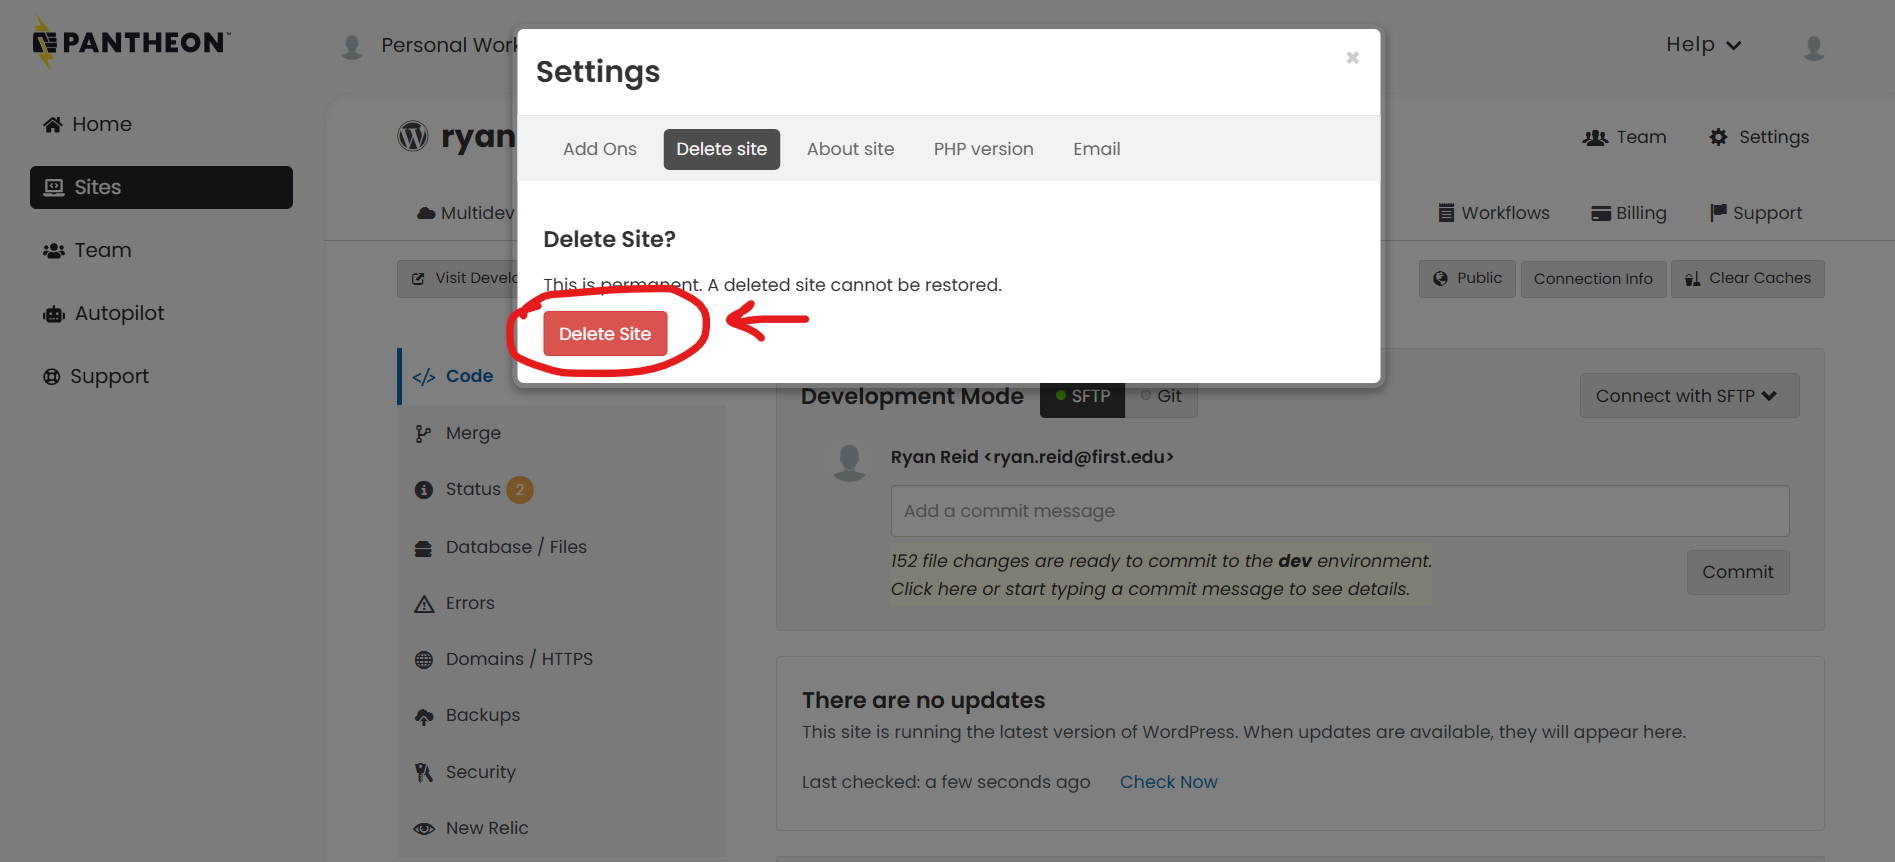 PANTHEON™
Personal Work
Help
Home
Sites
Team
Autopilot
Support
ryan
Team
Settings
Multidev
Workflows
Billing
Support
Visit Develo
Public
Connection Info
Clear Caches
Settings
×
Add Ons
Delete site
About site
PHP version
Email
Delete Site?
This is permanent. A deleted site cannot be restored.
Delete Site
Code
Merge
Status 2
Database / Files
Errors
Domains / HTTPS
Backups
Security
New Relic
Development Mode
SFTP
Git
Connect with SFTP
Ryan Reid <ryan.reid@first.edu>
Add a commit message
152 file changes are ready to commit to the dev environment.
Click here or start typing a commit message to see details.
Commit
There are no updates
This site is running the latest version of WordPress. When updates are available, they will appear here.
Last checked: a few seconds ago Check Now